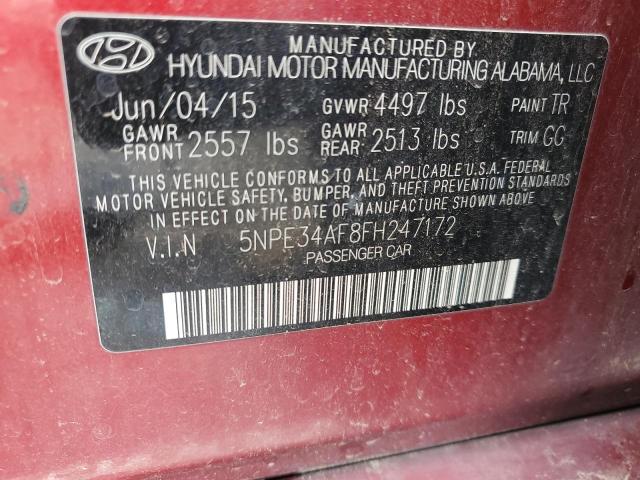 MANUFACTURED BY
HYUNDAI MOTOR MANUFACTURING ALABAMA, LLC
Jun/04/15 GVWR 4497 lbs PAINT TR
GAWR FRONT 2557 lbs GAWR REAR 2513 lbs TRIM GG
THIS VEHICLE CONFORMS TO ALL APPLICABLE U.S.A. FEDERAL
MOTOR VEHICLE SAFETY, BUMPER, AND THEFT PREVENTION STANDARDS
IN EFFECT ON THE DATE OF MANUFACTURE SHOWN ABOVE.
V.I.N 5NPE34AF8FH247172
PASSENGER CAR